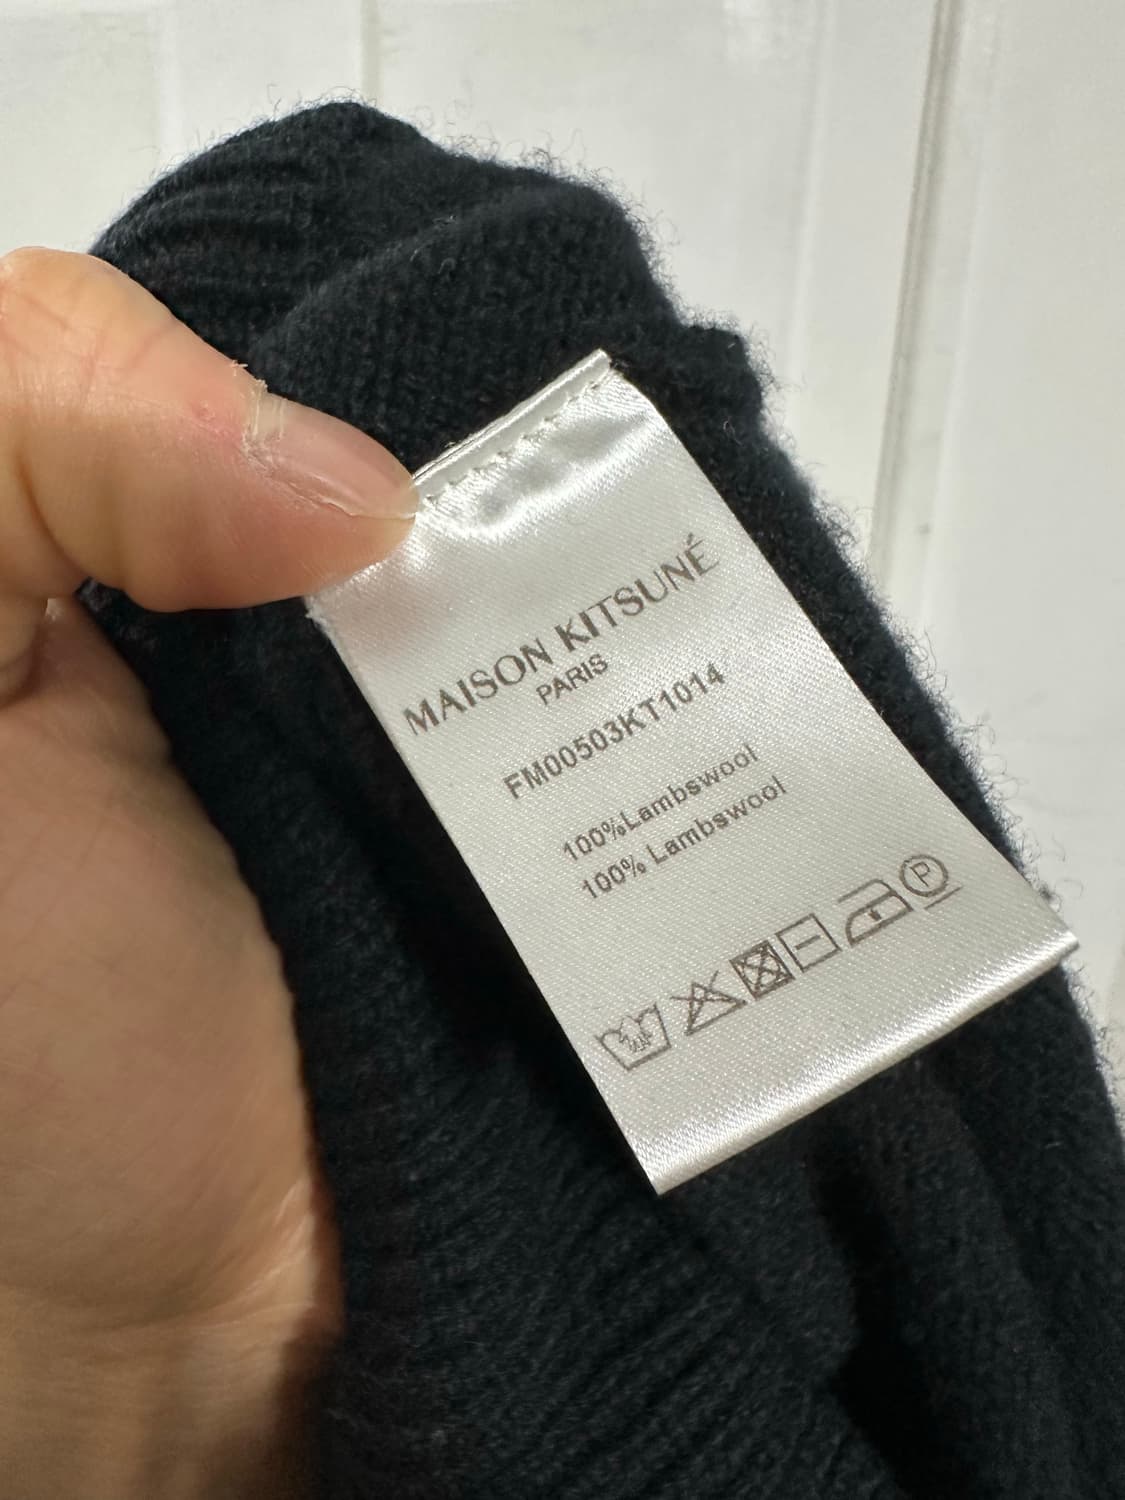 MAISON KITSUNÉ
PARIS
FM00503KT1014
100%Lambswool
100% Lambswool
P